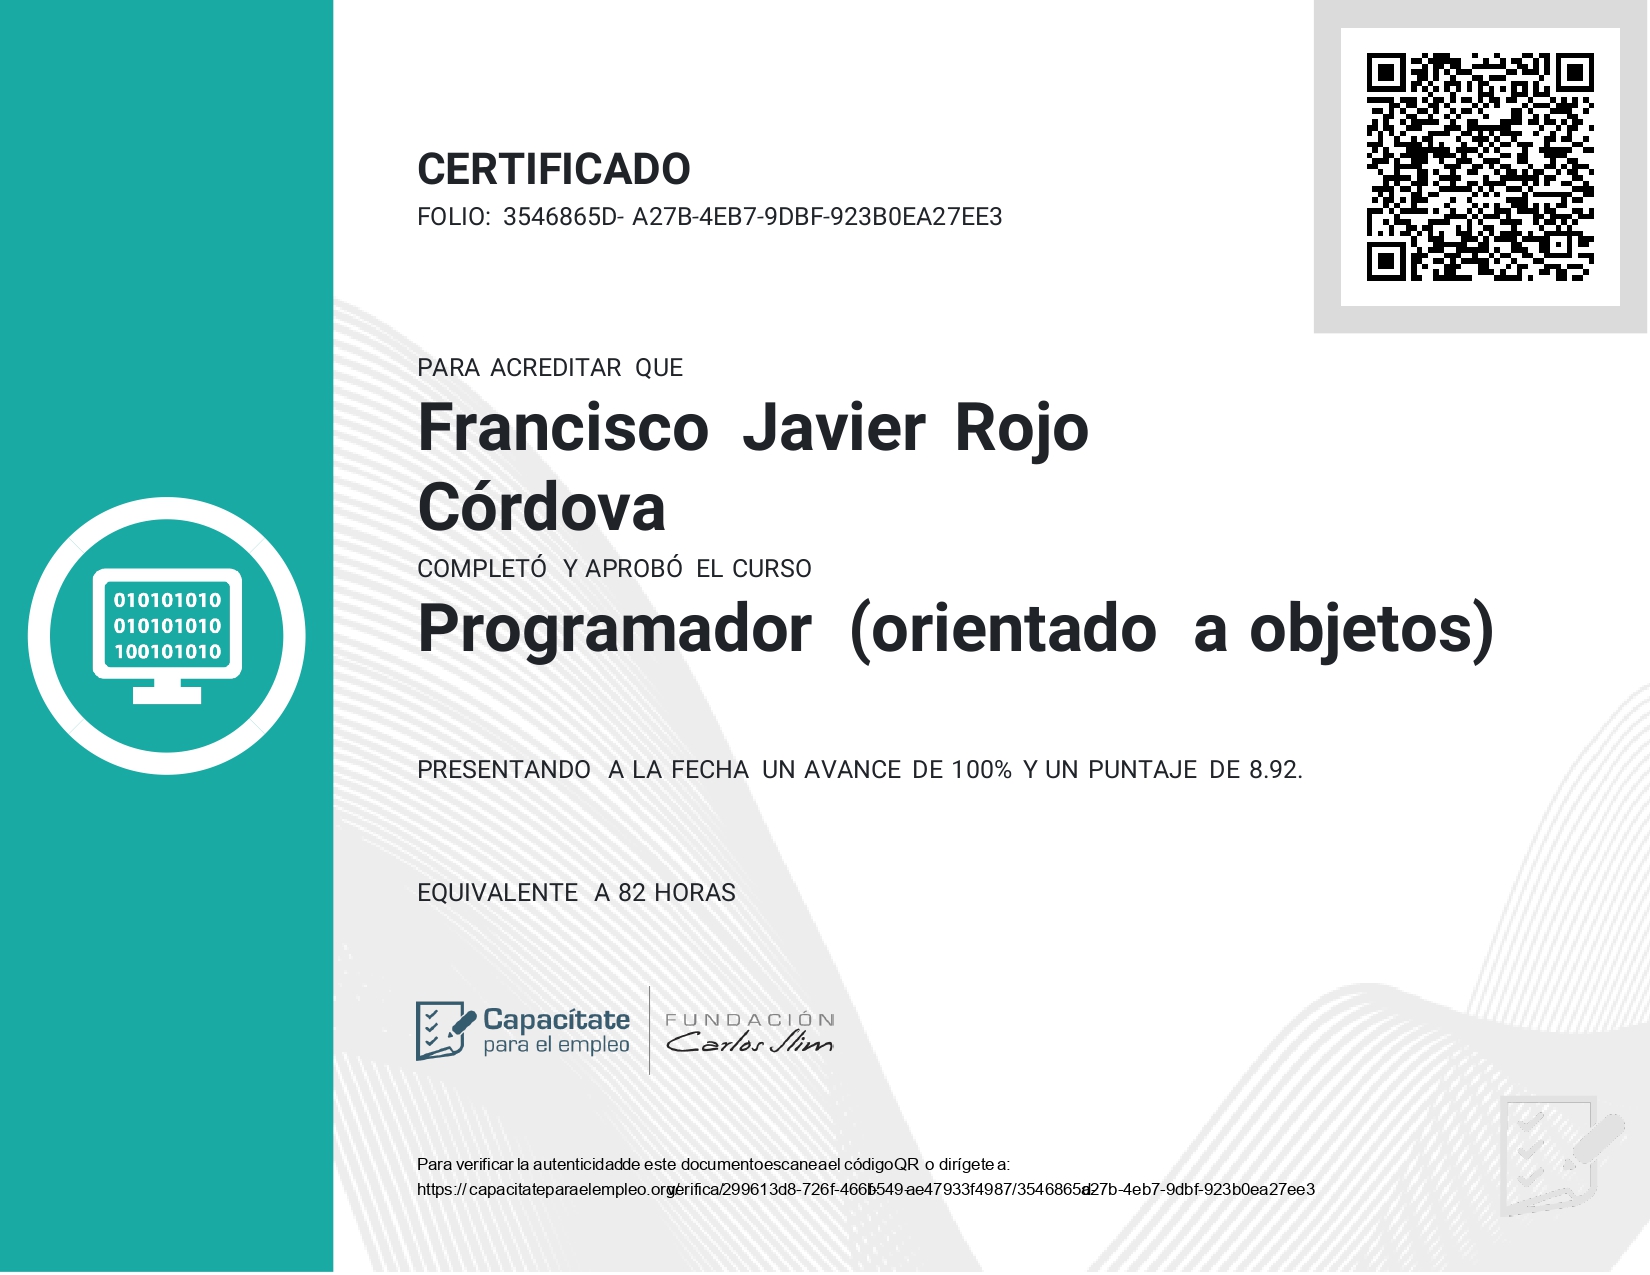 CERTIFICADO
FOLIO: 3546865D- A27B-4EB7-9DBF-923B0EA27EE3
PARA ACREDITAR QUE
Francisco Javier Rojo
Córdova
COMPLETÓ Y APROBÓ EL CURSO
Programador (orientado a objetos)
010101010
010101010
100101010
PRESENTANDO A LA FECHA UN AVANCE DE 100% Y UN PUNTAJE DE 8.92.
EQUIVALENTE A 82 HORAS
Capacítate
para el empleo
FUNDACIÓN
Carlos Slim
Para verificar la autenticidad de este documento escanea el código QR o dirígete a:
https://capacitateparaelempleo.org/verifica/299613d8-726f-466b-b549-ae47933f4987/3546865d-a27b-4eb7-9dbf-923b0ea27ee3